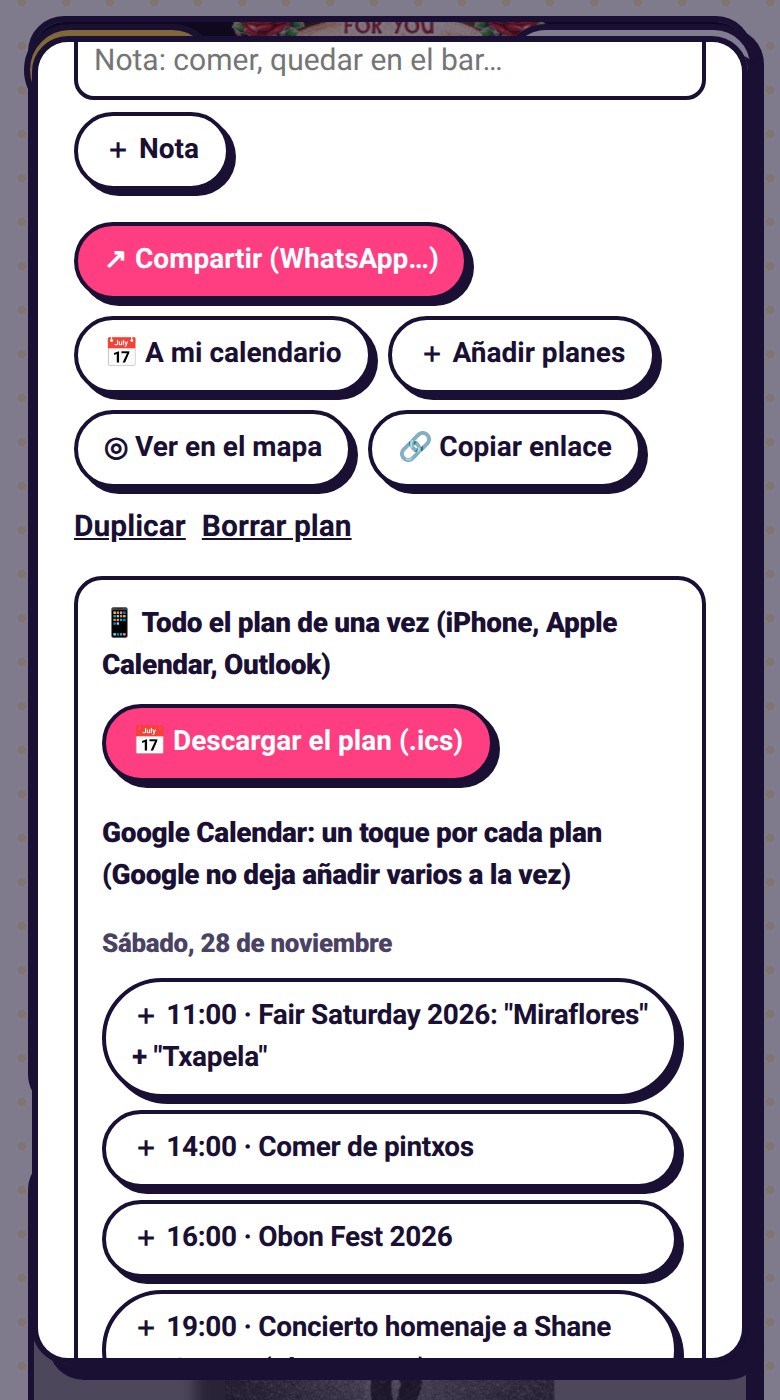 FOR YOU
Nota: comer, quedar en el bar…
+ Nota
↗ Compartir (WhatsApp…)
📅 A mi calendario
+ Añadir planes
◎ Ver en el mapa
🔗 Copiar enlace
Duplicar Borrar plan
📱 Todo el plan de una vez (iPhone, Apple
Calendar, Outlook)
📅 Descargar el plan (.ics)
Google Calendar: un toque por cada plan
(Google no deja añadir varios a la vez)
Sábado, 28 de noviembre
+ 11:00 · Fair Saturday 2026: "Miraflores"
+ "Txapela"
+ 14:00 · Comer de pintxos
+ 16:00 · Obon Fest 2026
+ 19:00 · Concierto homenaje a Shane